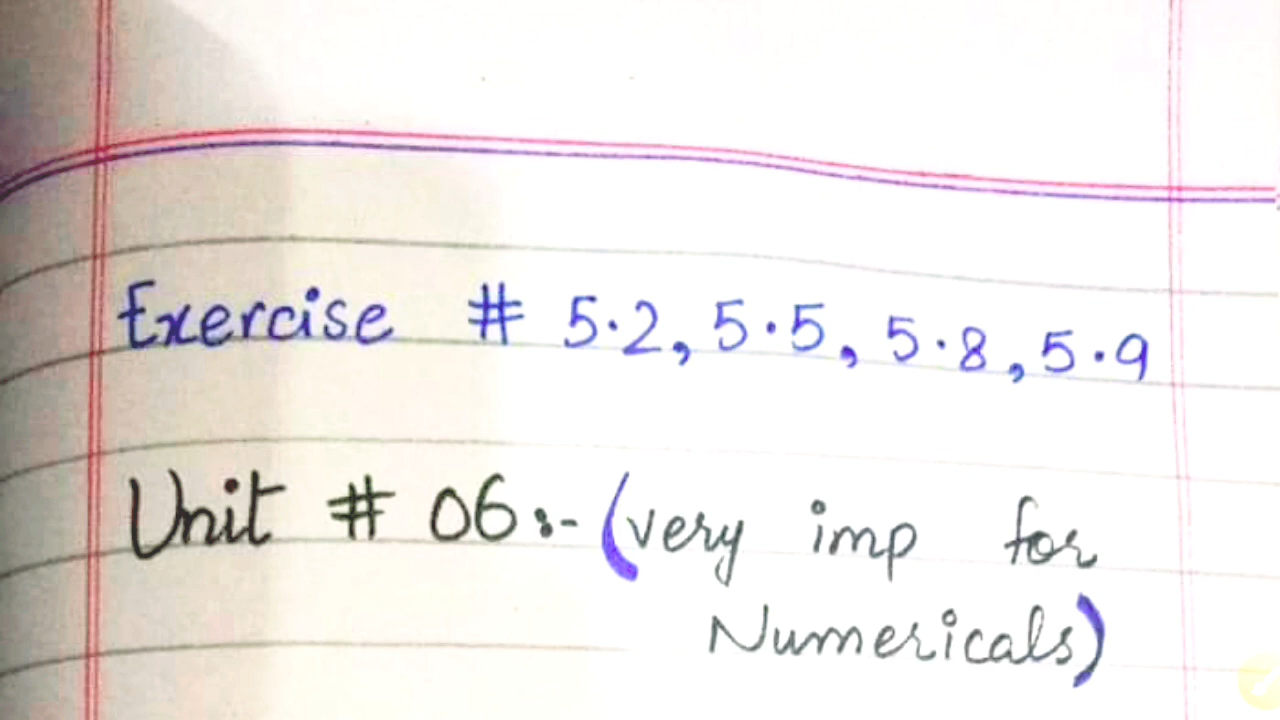 Exercise # 5.2, 5.5, 5.8, 5.9
Unit # 06:- (very imp for
Numericals)